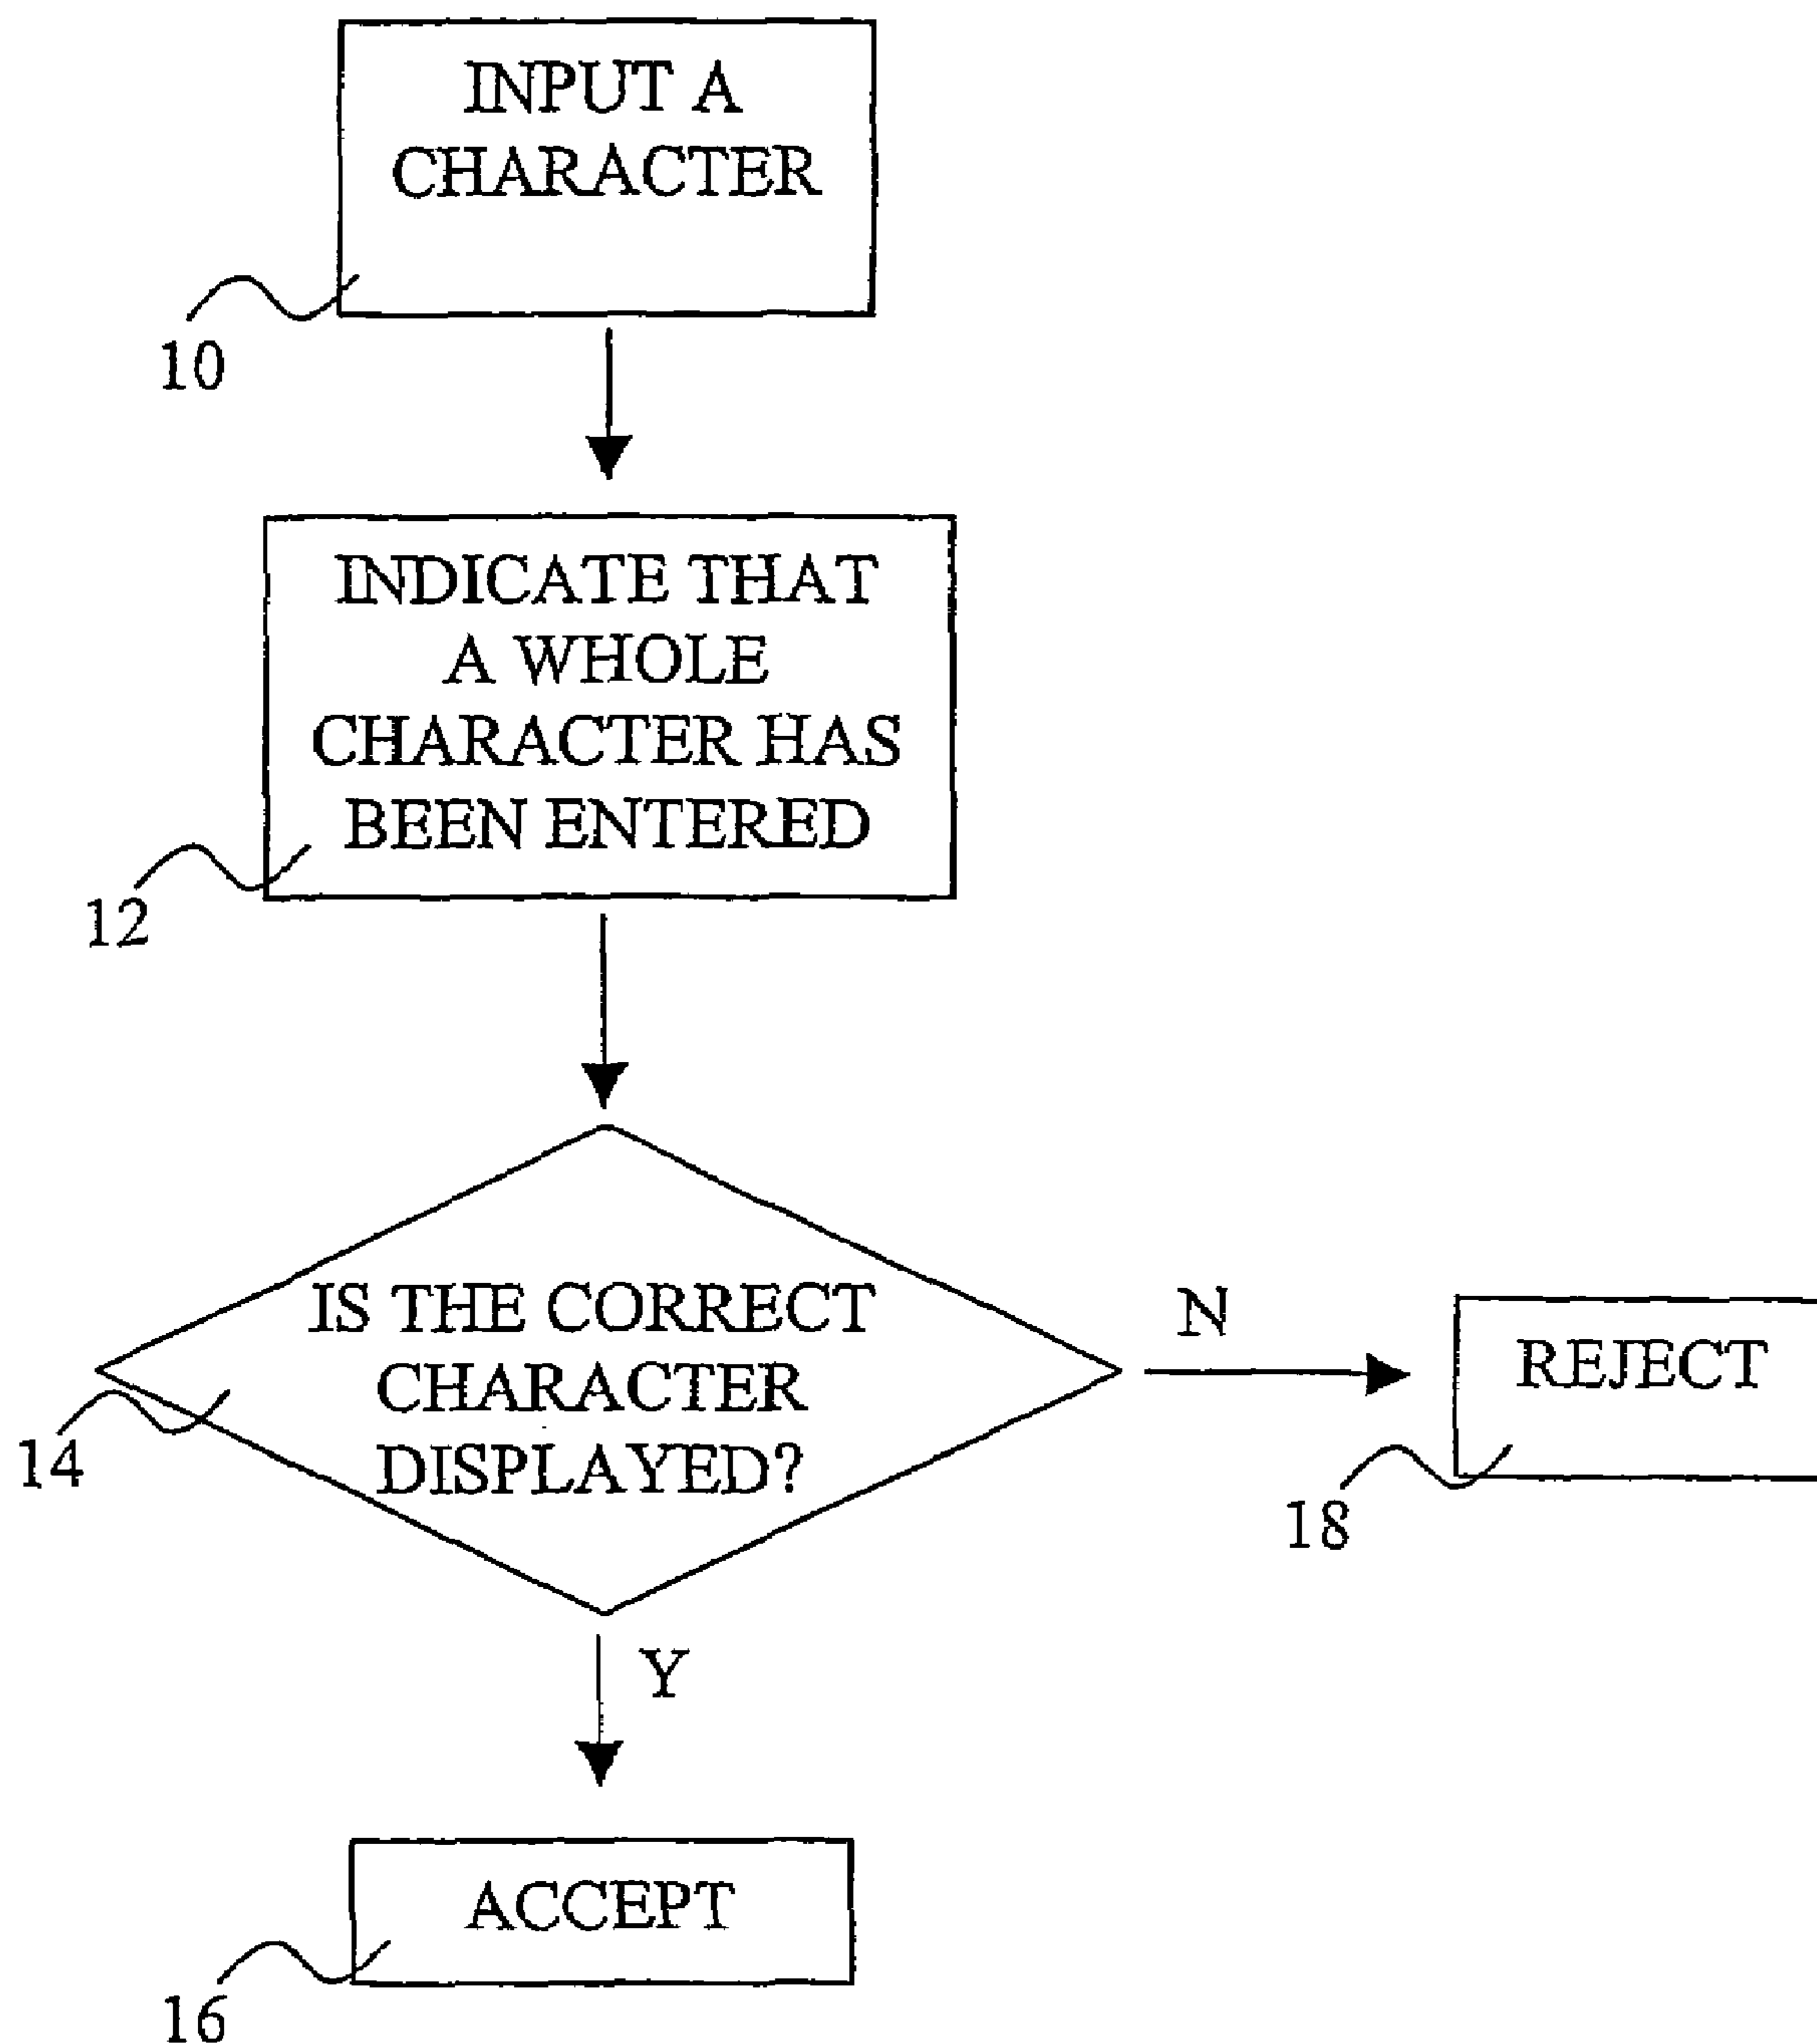 INPUT A
CHARACTER
10
INDICATE THAT
A WHOLE
CHARACTER HAS
BEEN ENTERED
12
IS THE CORRECT
CHARACTER
DISPLAYED?
14
N
REJECT
18
Y
ACCEPT
16